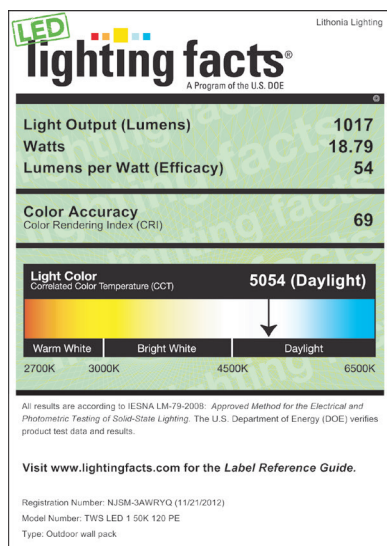 LED
Lithonia Lighting
lighting facts®
A Program of the U.S. DOE
Light Output (Lumens) 1017
Watts 18.79
Lumens per Watt (Efficacy) 54
Color Accuracy
Color Rendering Index (CRI) 69
Light Color
Correlated Color Temperature (CCT) 5054 (Daylight)
Warm White Bright White Daylight
2700K 3000K 4500K 6500K
All results are according to IESNA LM-79-2008: Approved Method for the Electrical and
Photometric Testing of Solid-State Lighting. The U.S. Department of Energy (DOE) verifies
product test data and results.
Visit www.lightingfacts.com for the Label Reference Guide.
Registration Number: NJSM-3AWRYQ (11/21/2012)
Model Number: TWS LED 1 50K 120 PE
Type: Outdoor wall pack